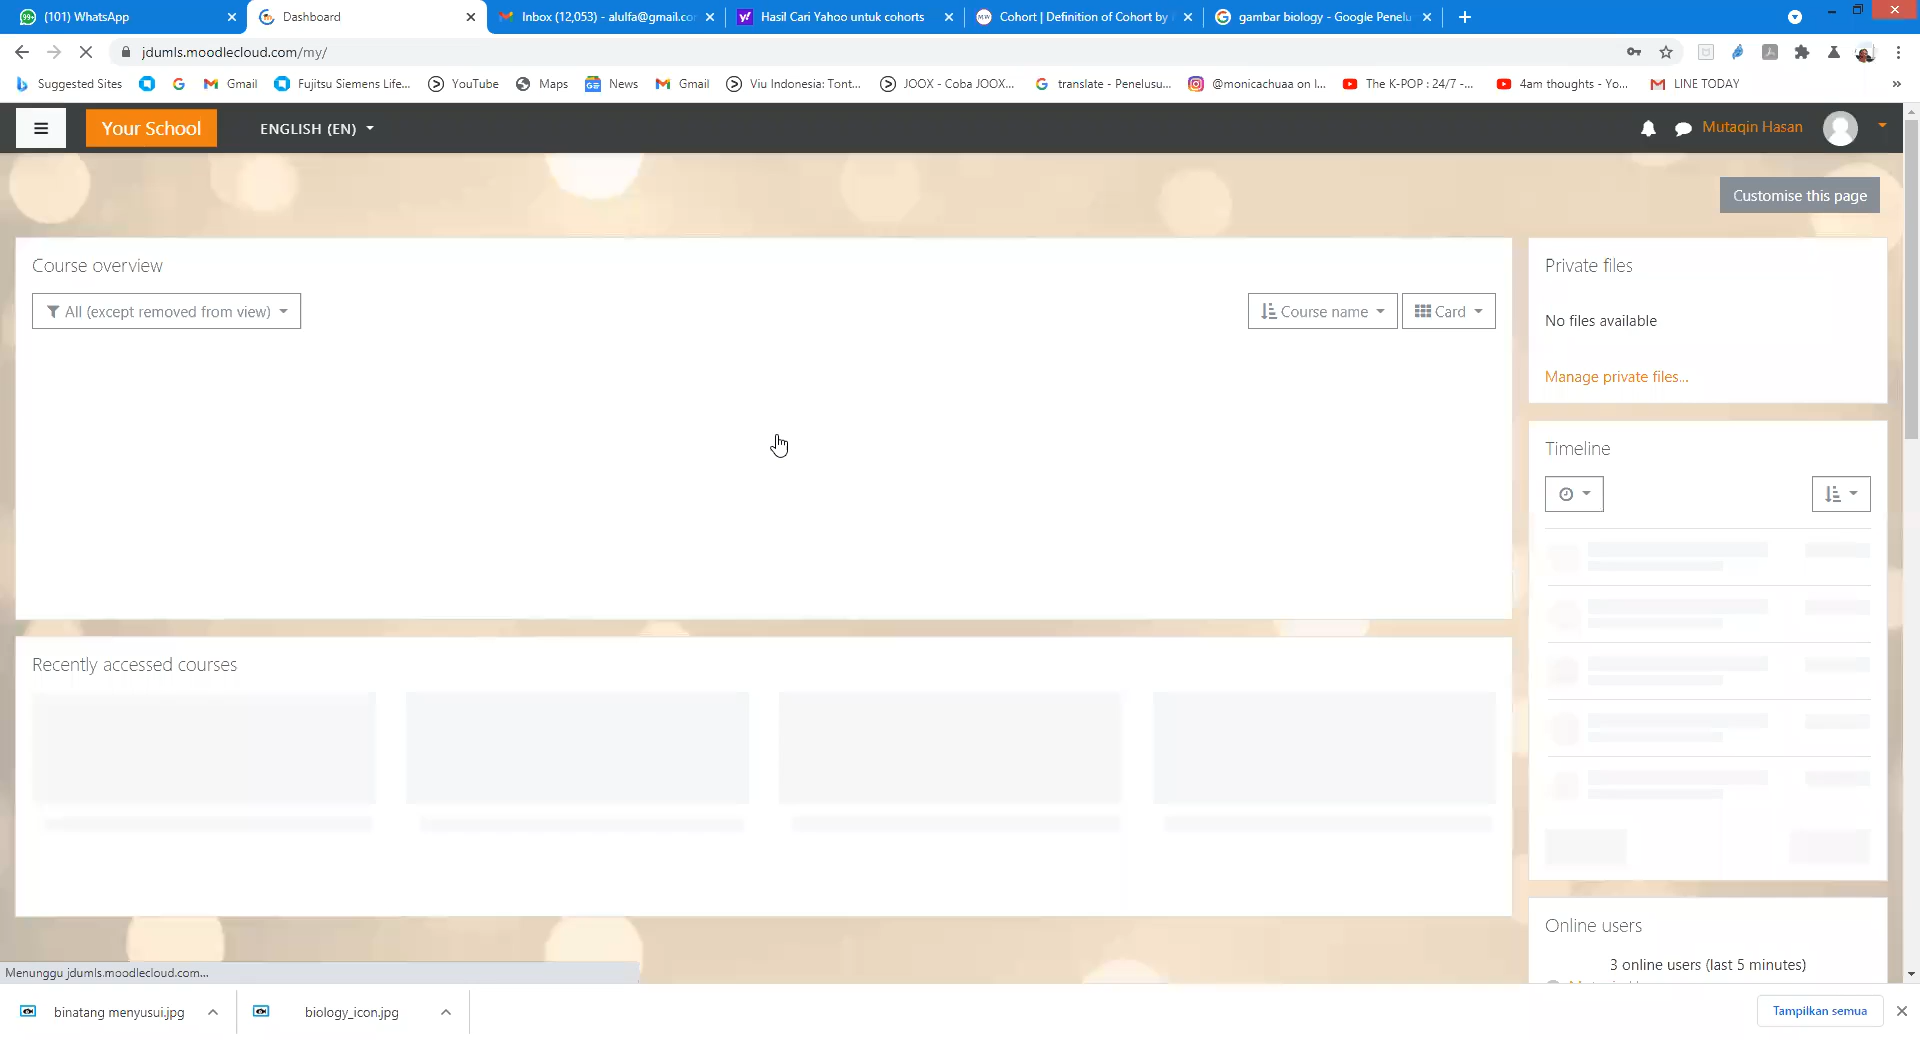 (101) WhatsApp
Dashboard
Inbox (12,053) - alulfa@gmail.co
Hasil Cari Yahoo untuk cohorts
Cohort | Definition of Cohort by
gambar biology - Google Penelu
jdumls.moodlecloud.com/my/
Suggested Sites
Gmail
Fujitsu Siemens Life...
YouTube
Maps
News
Gmail
Viu Indonesia: Tont...
JOOX - Coba JOOX...
translate - Penelusu...
@monicachuaa on I...
The K-POP : 24/7 -...
4am thoughts - Yo...
LINE TODAY
»
Your School
ENGLISH (EN)
Mutaqin Hasan
Customise this page
Course overview
All (except removed from view)
Course name
Card
Private files
No files available
Manage private files...
Timeline
Recently accessed courses
Online users
3 online users (last 5 minutes)
Menunggu jdumls.moodlecloud.com...
binatang menyusui.jpg
biology_icon.jpg
Tampilkan semua